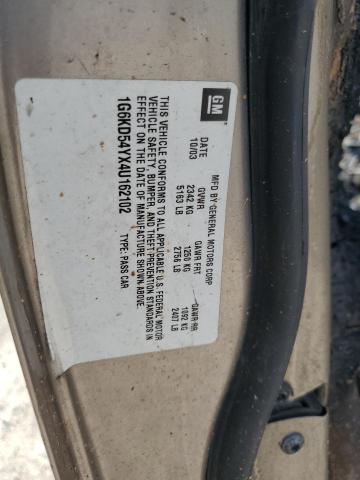 GM
MFD BY GENERAL MOTORS CORP
DATE GVWR GAWR FRT GAWR RR
10/03 2342 KG 1250 KG 1092 KG
5163 LB 2756 LB 2407 LB
THIS VEHICLE CONFORMS TO ALL APPLICABLE U.S. FEDERAL MOTOR
VEHICLE SAFETY, BUMPER, AND THEFT PREVENTION STANDARDS IN
EFFECT ON THE DATE OF MANUFACTURE SHOWN ABOVE.
1G6KD54YX4U162102 TYPE: PASS CAR